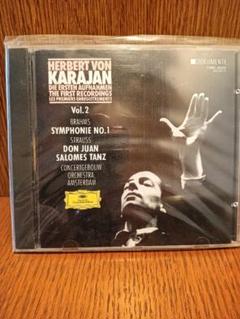 HERBERT VON
KARAJAN
DIE ERSTEN AUFNAHMEN
THE FIRST RECORDINGS
LES PREMIERS ENREGISTREMENTS
DOKUMENTE
Vol. 2
BRAHMS
SYMPHONIE NO.1
STRAUSS
DON JUAN
SALOMES TANZ
CONCERTGEBOUW
ORCHESTRA
AMSTERDAM